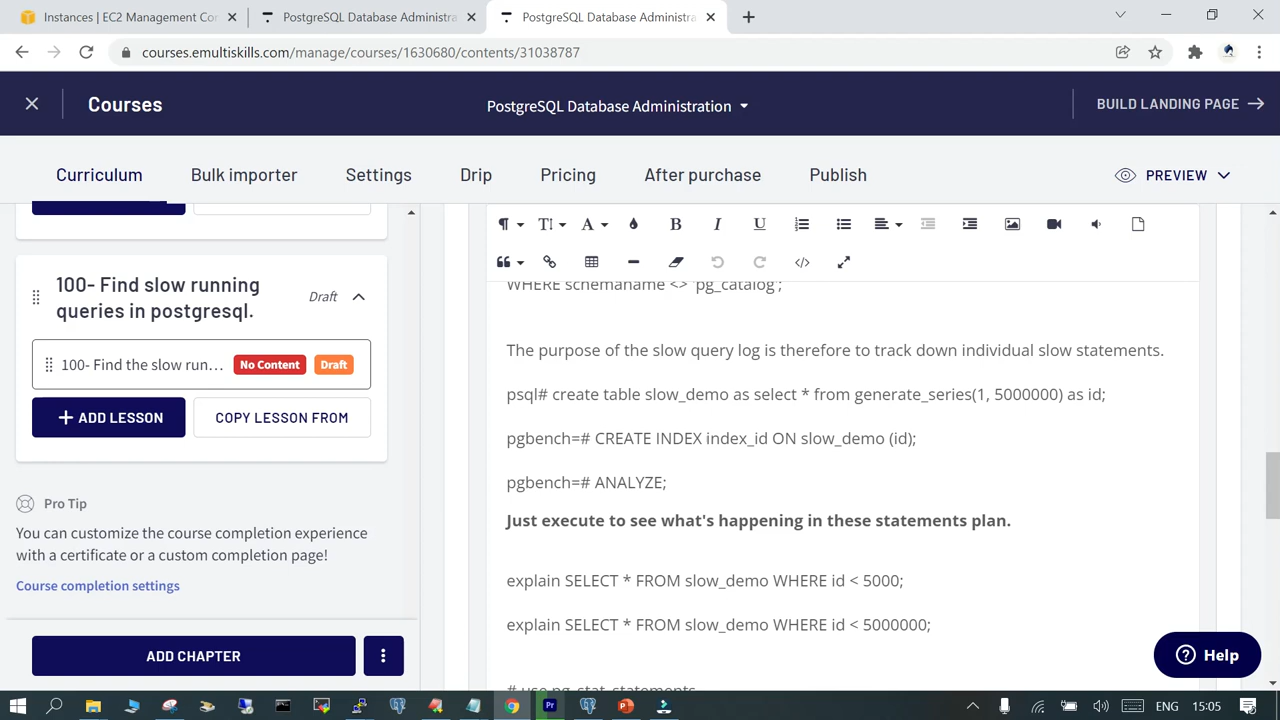 Instances | EC2 Management Cor
PostgreSQL Database Administra
PostgreSQL Database Administra
courses.emultiskills.com/manage/courses/1630680/contents/31038787
Courses
PostgreSQL Database Administration
BUILD LANDING PAGE
Curriculum
Bulk importer
Settings
Drip
Pricing
After purchase
Publish
PREVIEW
100- Find slow running
queries in postgresql.
Draft
100- Find the slow run...
No Content
Draft
ADD LESSON
COPY LESSON FROM
Pro Tip
You can customize the course completion experience
with a certificate or a custom completion page!
Course completion settings
ADD CHAPTER
WHERE schemaname <> 'pg_catalog';
The purpose of the slow query log is therefore to track down individual slow statements.
psql# create table slow_demo as select * from generate_series(1, 5000000) as id;
pgbench=# CREATE INDEX index_id ON slow_demo (id);
pgbench=# ANALYZE;
Just execute to see what's happening in these statements plan.
explain SELECT * FROM slow_demo WHERE id < 5000;
explain SELECT * FROM slow_demo WHERE id < 5000000;
# use pg_stat_statements
Help
ENG
15:05